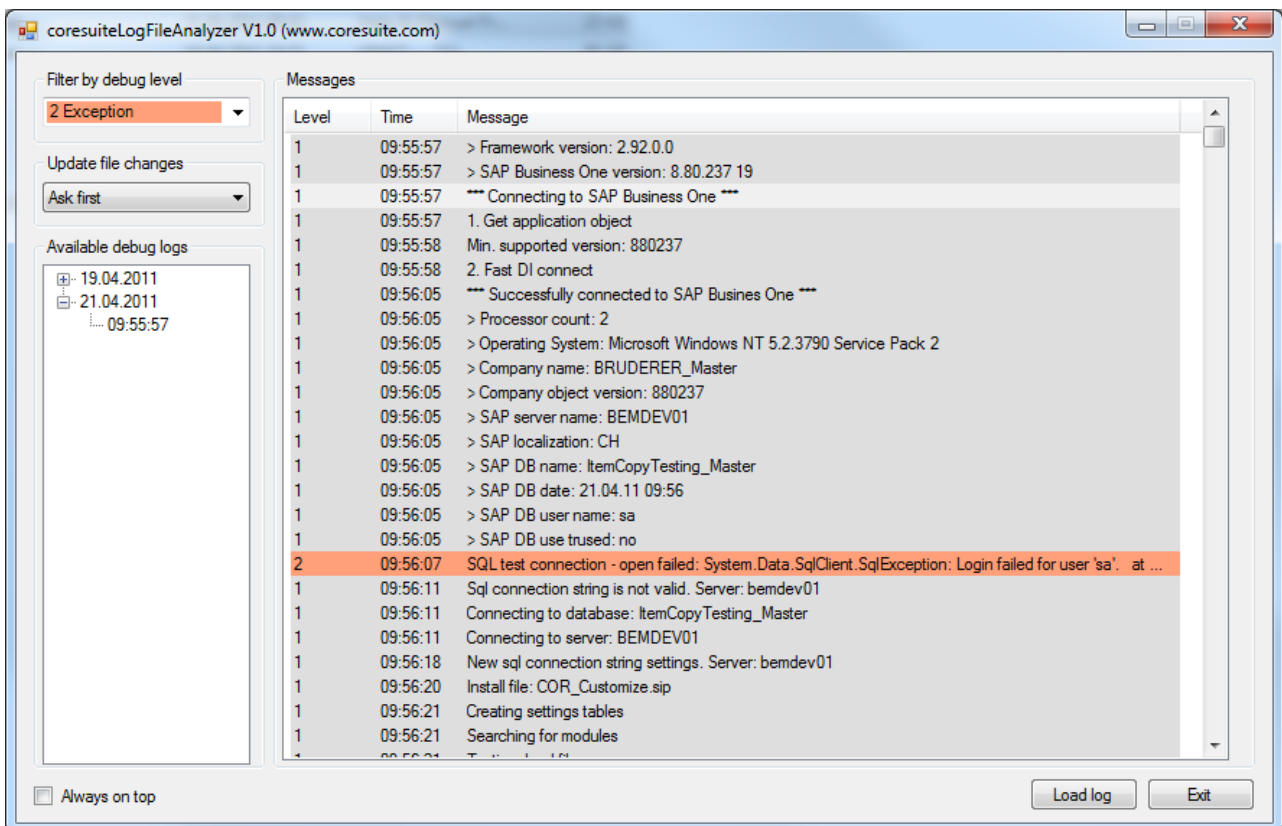 coresuiteLogFileAnalyzer V1.0 (www.coresuite.com)
Filter by debug level
2 Exception
Update file changes
Ask first
Available debug logs
19.04.2011
21.04.2011
09:55:57
Messages
Level Time Message
1 09:55:57 > Framework version: 2.92.0.0
1 09:55:57 > SAP Business One version: 8.80.237 19
1 09:55:57 *** Connecting to SAP Business One ***
1 09:55:57 1. Get application object
1 09:55:58 Min. supported version: 880237
1 09:55:58 2. Fast DI connect
1 09:56:05 *** Successfully connected to SAP Busines One ***
1 09:56:05 > Processor count: 2
1 09:56:05 > Operating System: Microsoft Windows NT 5.2.3790 Service Pack 2
1 09:56:05 > Company name: BRUDERER_Master
1 09:56:05 > Company object version: 880237
1 09:56:05 > SAP server name: BEMDEV01
1 09:56:05 > SAP localization: CH
1 09:56:05 > SAP DB name: ItemCopyTesting_Master
1 09:56:05 > SAP DB date: 21.04.11 09:56
1 09:56:05 > SAP DB user name: sa
1 09:56:05 > SAP DB use trused: no
2 09:56:07 SQL test connection - open failed: System.Data.SqlClient.SqlException: Login failed for user 'sa'. at ...
1 09:56:11 Sql connection string is not valid. Server: bemdev01
1 09:56:11 Connecting to database: ItemCopyTesting_Master
1 09:56:11 Connecting to server: BEMDEV01
1 09:56:18 New sql connection string settings. Server: bemdev01
1 09:56:20 Install file: COR_Customize.sip
1 09:56:21 Creating settings tables
1 09:56:21 Searching for modules
Always on top
Load log
Exit